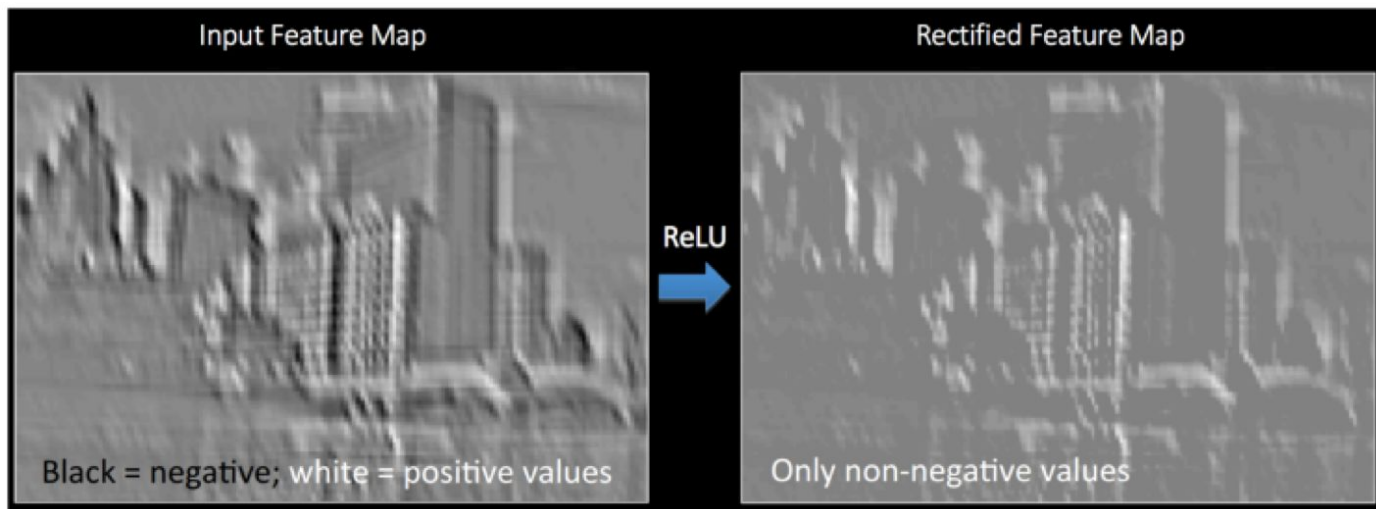 Input Feature Map
Rectified Feature Map
ReLU
Black = negative; white = positive values
Only non-negative values